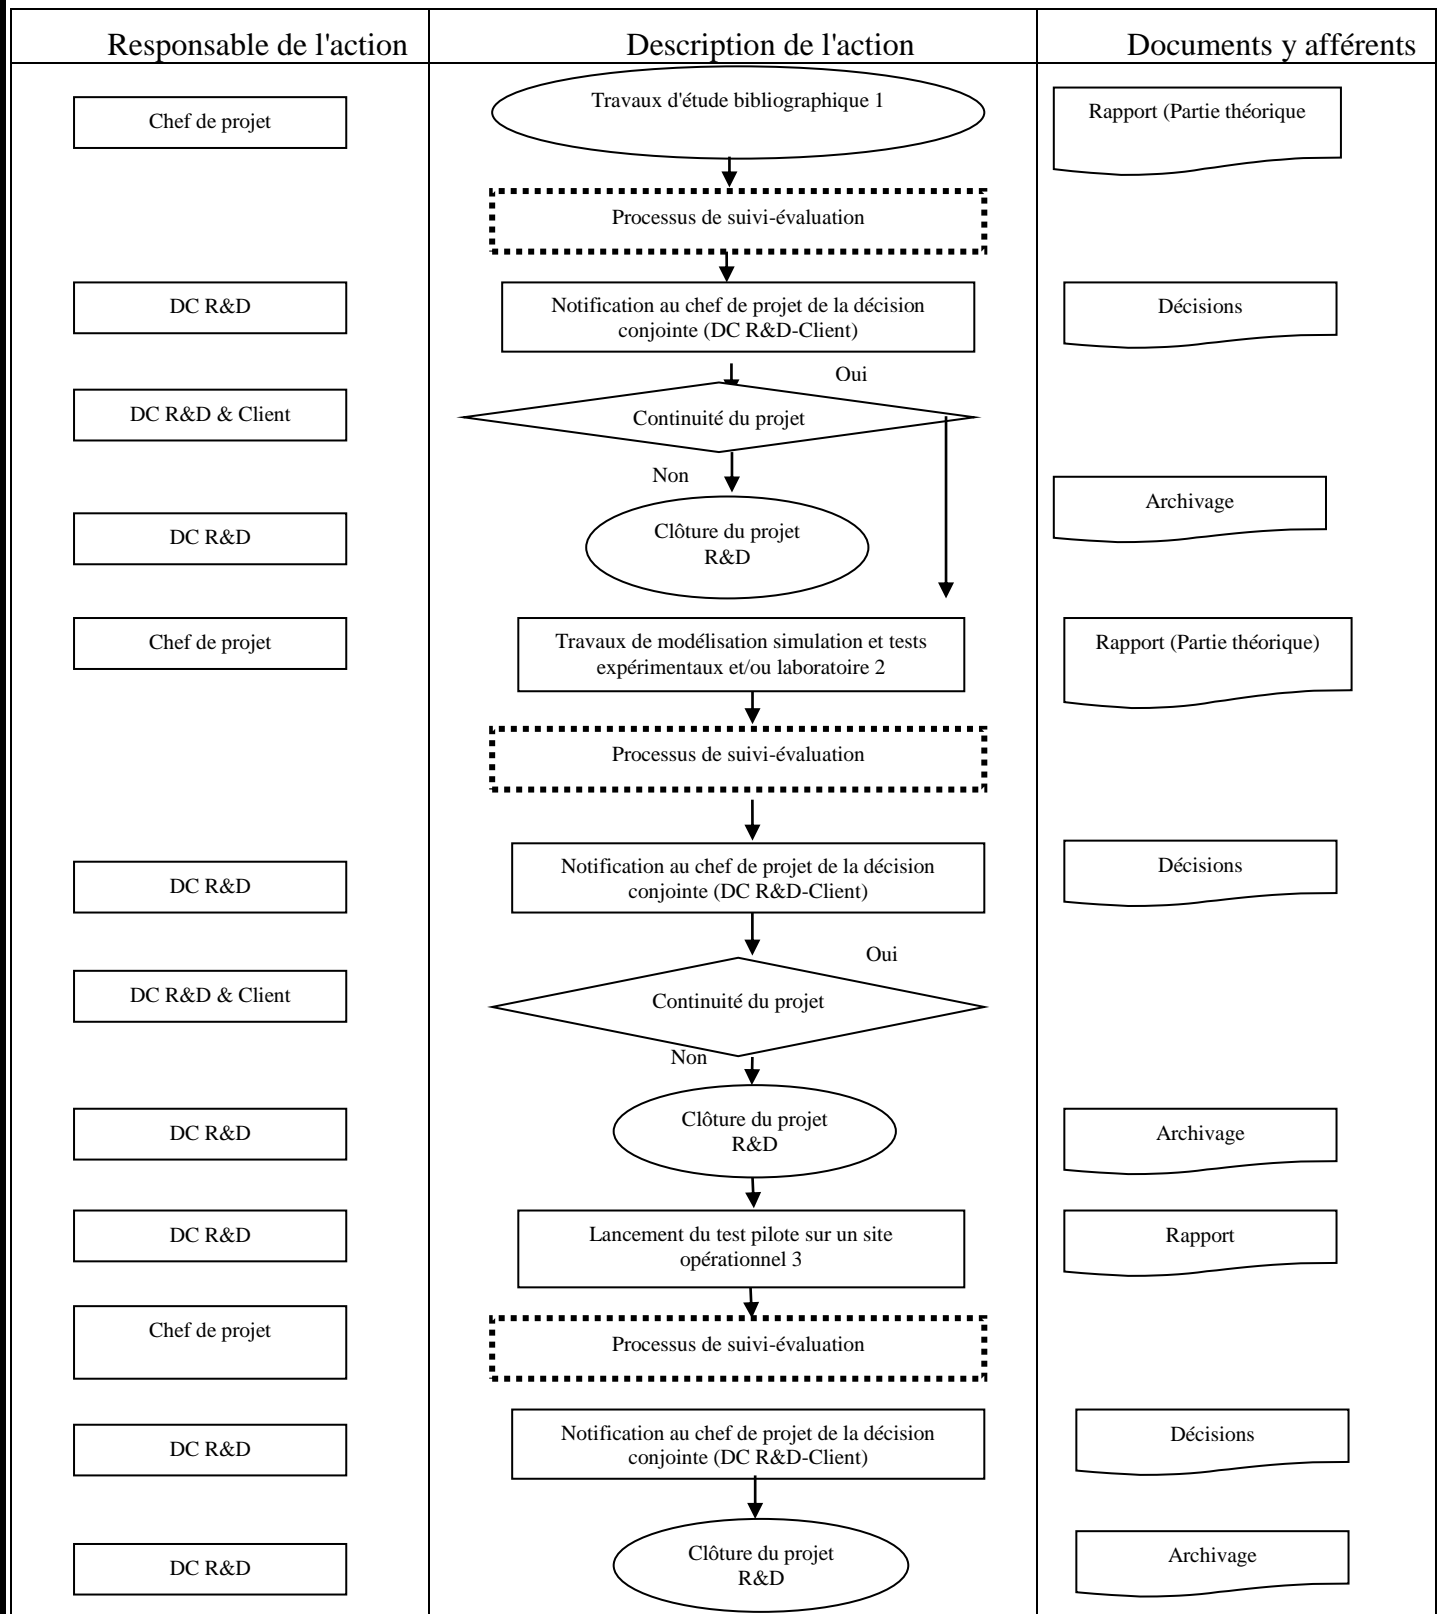 Responsable de l'action
Description de l'action
Documents y afférents
Chef de projet
Travaux d'étude bibliographique 1
Rapport (Partie théorique
Processus de suivi-évaluation
DC R&D
Notification au chef de projet de la décision
conjointe (DC R&D-Client)
Décisions
Oui
DC R&D & Client
Continuité du projet
Non
DC R&D
Clôture du projet
R&D
Archivage
Chef de projet
Travaux de modélisation simulation et tests
expérimentaux et/ou laboratoire 2
Rapport (Partie théorique)
Processus de suivi-évaluation
DC R&D
Notification au chef de projet de la décision
conjointe (DC R&D-Client)
Décisions
Oui
DC R&D & Client
Continuité du projet
Non
DC R&D
Clôture du projet
R&D
Archivage
DC R&D
Lancement du test pilote sur un site
opérationnel 3
Rapport
Chef de projet
Processus de suivi-évaluation
DC R&D
Notification au chef de projet de la décision
conjointe (DC R&D-Client)
Décisions
DC R&D
Clôture du projet
R&D
Archivage